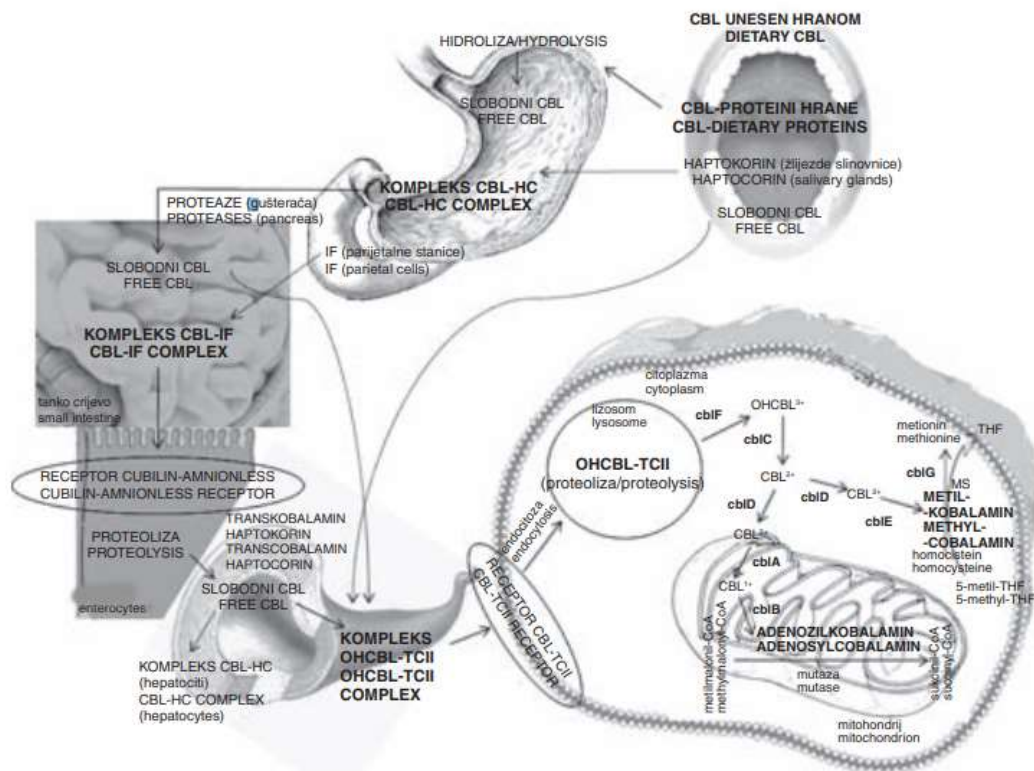 CBL UNESEN HRANOM
DIETARY CBL
HIDROLIZA/HYDROLYSIS
SLOBODNI CBL
FREE CBL
CBL-PROTEINI HRANE
CBL-DIETARY PROTEINS
HAPTOKORIN (žlijezde slinovnice)
HAPTOCORIN (salivary glands)
SLOBODNI CBL
FREE CBL
KOMPLEKS CBL-HC
CBL-HC COMPLEX
PROTEAZE (gušterača)
PROTEASES (pancreas)
IF (parijetalne stanice)
IF (parietal cells)
SLOBODNI CBL
FREE CBL
KOMPLEKS CBL-IF
CBL-IF COMPLEX
tanko crijevo
small intestine
RECEPTOR CUBILIN-AMNIONLESS
CUBILIN-AMNIONLESS RECEPTOR
PROTEOLIZA
PROTEOLYSIS
enterocytes
TRANSKOBALAMIN
HAPTOKORIN
TRANSCOBALAMIN
HAPTOCORIN
SLOBODNI CBL
FREE CBL
KOMPLEKS CBL-HC
(hepatociti)
CBL-HC COMPLEX
(hepatocytes)
KOMPLEKS
OHCBL-TCII
OHCBL-TCII
COMPLEX
RECEPTOR CBL-TCII
CBL-TCII RECEPTOR
endocitoza
endocytosis
citoplazma
cytoplasm
lizosom
lysosome
OHCBL-TCII
(proteoliza/proteolysis)
cblF
OHCBL³⁺
cblC
CBL²⁺
cblD
CBL²⁺
cblE
cblD
CBL²⁺
cblA
CBL¹⁺
cblB
metionin
methionine
THF
cblG
MS
METIL-
-KOBALAMIN
METHYL-
-COBALAMIN
homocistein
homocysteine
5-metil-THF
5-methyl-THF
ADENOZILKOBALAMIN
ADENOSYLCOBALAMIN
metilmalonil-CoA
methylmalonyl-CoA
mutaza
mutase
sukcinil-CoA
succinyl-CoA
mitohondrij
mitochondrion